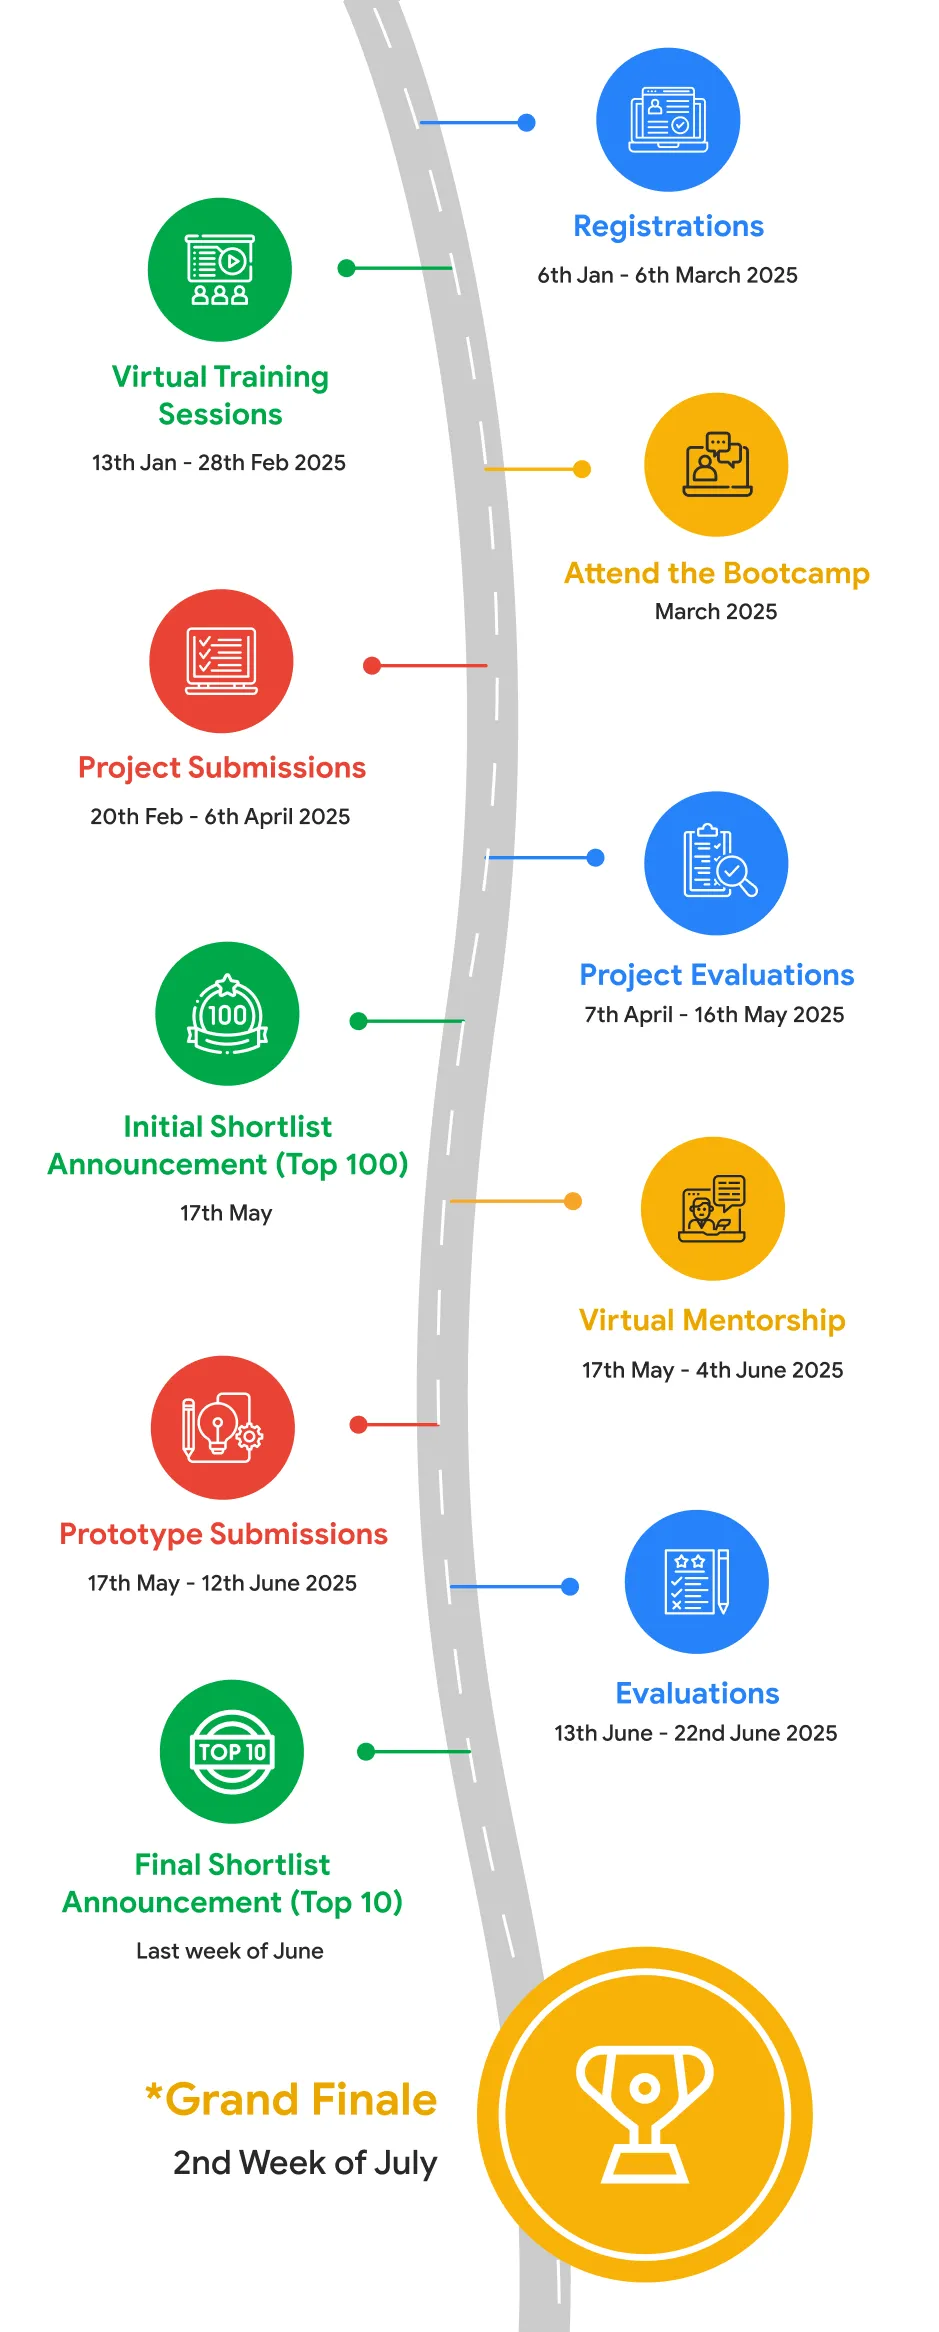 Registrations
6th Jan - 6th March 2025
Virtual Training
Sessions
13th Jan - 28th Feb 2025
Attend the Bootcamp
March 2025
Project Submissions
20th Feb - 6th April 2025
Project Evaluations
7th April - 16th May 2025
100
Initial Shortlist
Announcement (Top 100)
17th May
Virtual Mentorship
17th May - 4th June 2025
Prototype Submissions
17th May - 12th June 2025
Evaluations
13th June - 22nd June 2025
TOP 10
Final Shortlist
Announcement (Top 10)
Last week of June
*Grand Finale
2nd Week of July